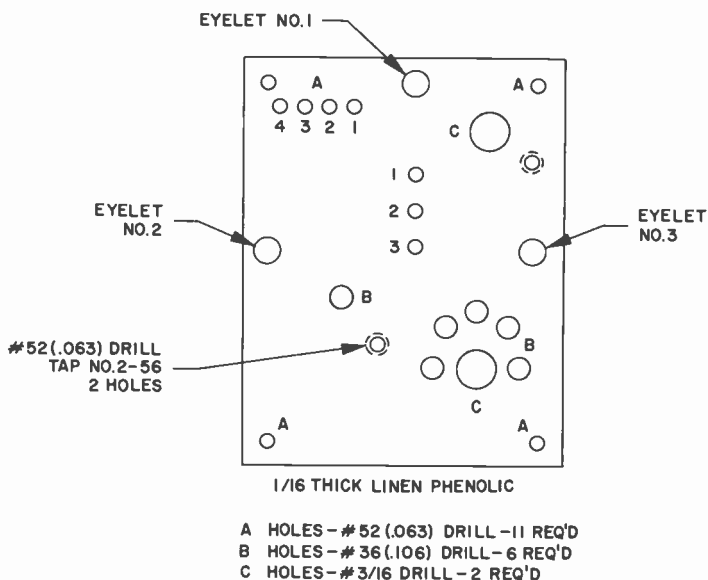 EYELET NO.1
A
A
4 3 2 1
C
1
2
3
EYELET
NO.2
EYELET
NO.3
B
#52(.063) DRILL
TAP NO.2-56
2 HOLES
B
C
A
A
1/16 THICK LINEN PHENOLIC
A HOLES-#52(.063) DRILL-11 REQ'D
B HOLES-#36(.106) DRILL-6 REQ'D
C HOLES-#3/16 DRILL-2 REQ'D